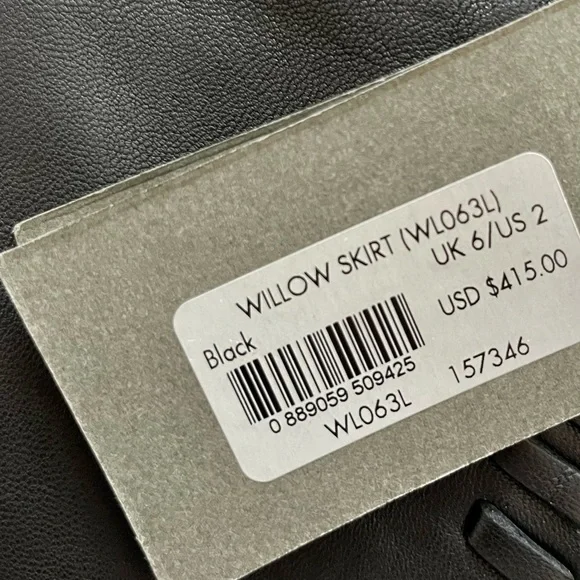 WILLOW SKIRT (WL063L)
UK 6/US 2
Black
USD $415.00
0 889059 509425
WL063L
157346